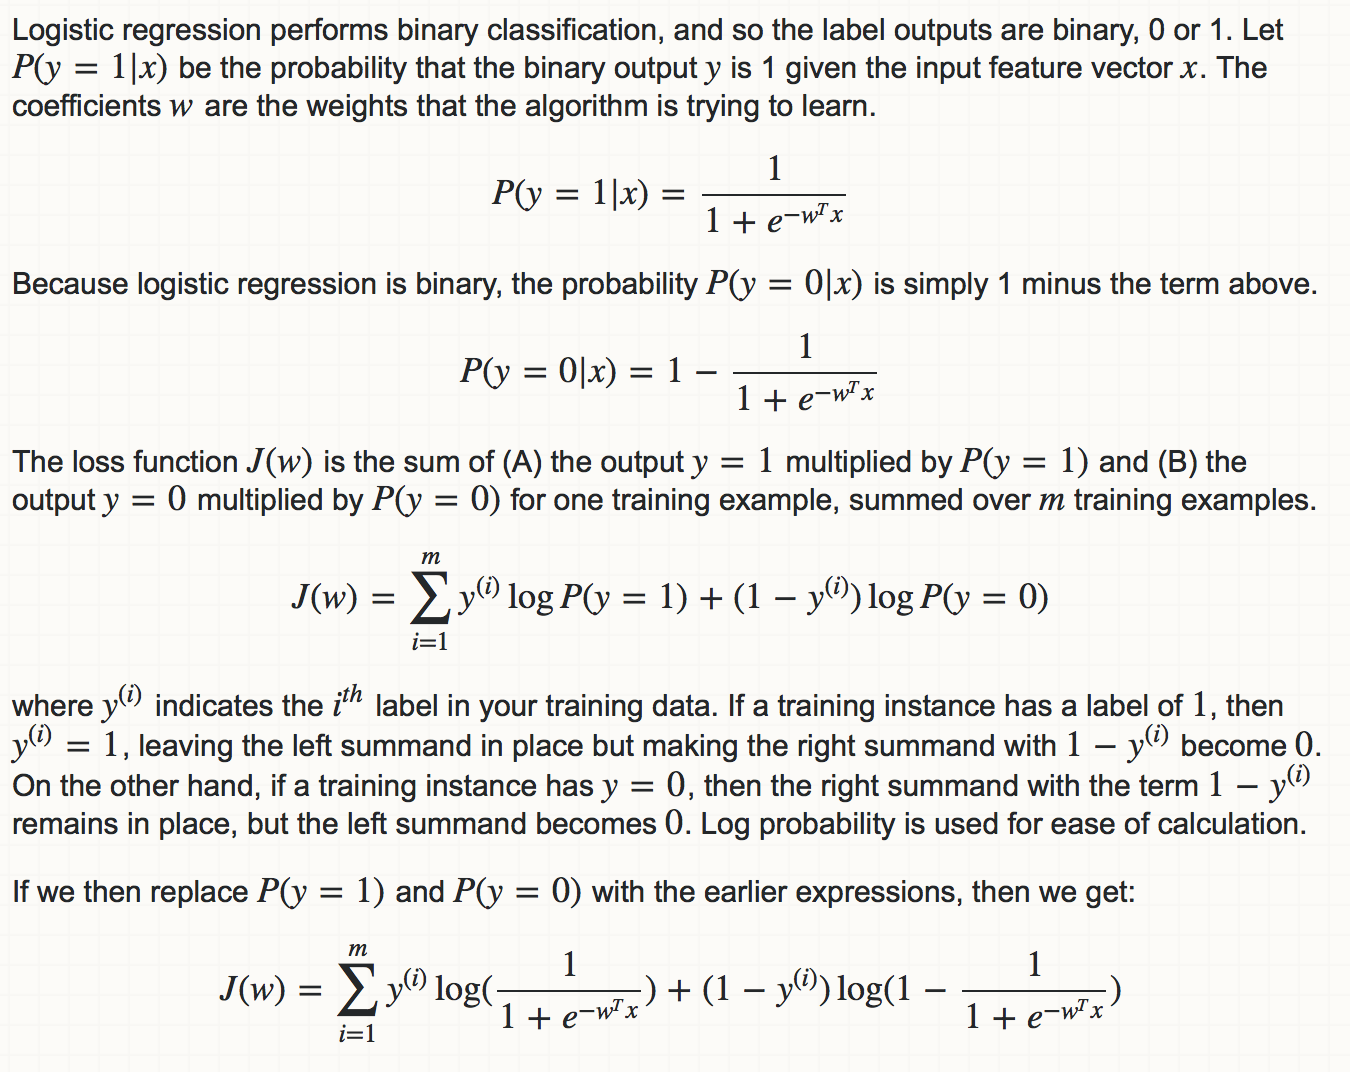 Logistic regression performs binary classification, and so the label outputs are binary, 0 or 1. Let
P(y = 1|x) be the probability that the binary output y is 1 given the input feature vector x. The
coefficients w are the weights that the algorithm is trying to learn.
P(y = 1|x) = \frac{1}{1 + e^{-w^T x}}
Because logistic regression is binary, the probability P(y = 0|x) is simply 1 minus the term above.
P(y = 0|x) = 1 − \frac{1}{1 + e^{-w^T x}}
The loss function J(w) is the sum of (A) the output y = 1 multiplied by P(y = 1) and (B) the
output y = 0 multiplied by P(y = 0) for one training example, summed over m training examples.
J(w) = \sum_{i=1}^{m} y^{(i)} log P(y = 1) + (1 − y^{(i)}) log P(y = 0)
where y^{(i)} indicates the i^{th} label in your training data. If a training instance has a label of 1, then
y^{(i)} = 1, leaving the left summand in place but making the right summand with 1 − y^{(i)} become 0.
On the other hand, if a training instance has y = 0, then the right summand with the term 1 − y^{(i)}
remains in place, but the left summand becomes 0. Log probability is used for ease of calculation.
If we then replace P(y = 1) and P(y = 0) with the earlier expressions, then we get:
J(w) = \sum_{i=1}^{m} y^{(i)} log(\frac{1}{1 + e^{-w^T x}}) + (1 − y^{(i)}) log(1 − \frac{1}{1 + e^{-w^T x}})